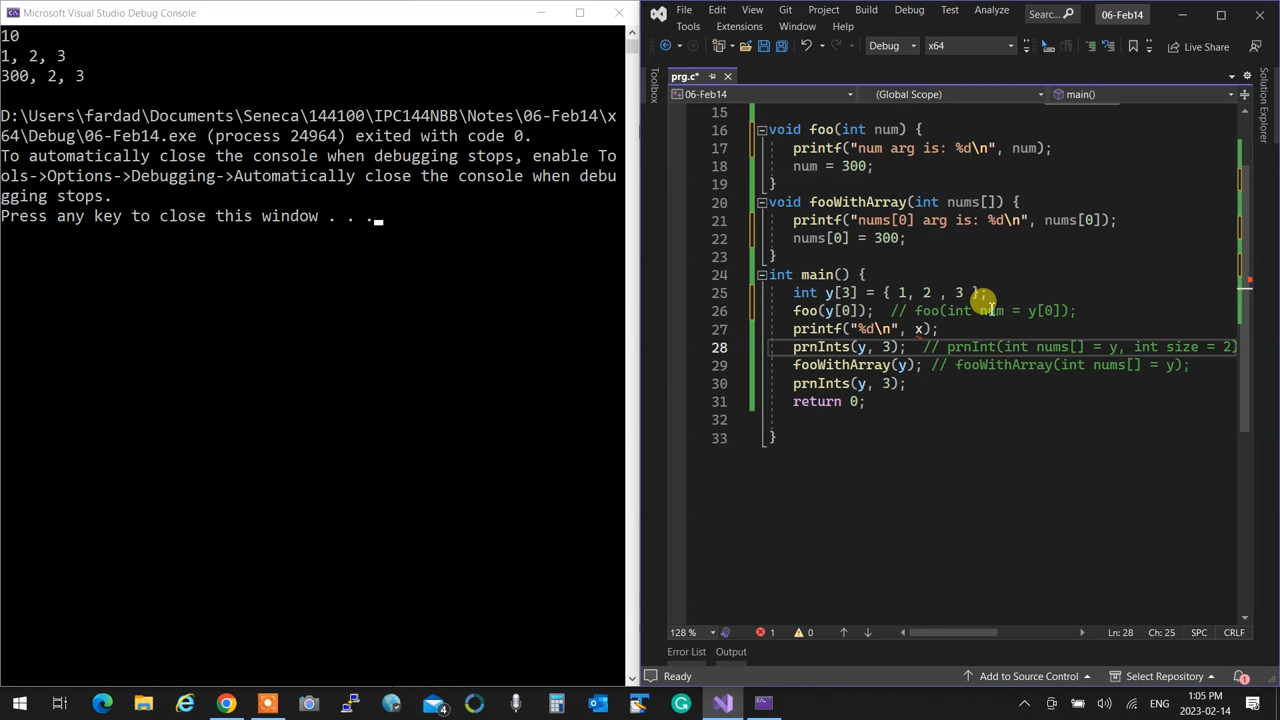 Microsoft Visual Studio Debug Console
10
1, 2, 3
300, 2, 3
D:\Users\fardad\Documents\Seneca\144100\IPC144NBB\Notes\06-Feb14\x
64\Debug\06-Feb14.exe (process 24964) exited with code 0.
To automatically close the console when debugging stops, enable To
ols->Options->Debugging->Automatically close the console when debu
gging stops.
Press any key to close this window . . .
File Edit View Git Project Build Debug Test Analyze Searc... 06-Feb14
Tools Extensions Window Help
Debug x64 Live Share
Toolbox
prg.c*
Solution Explorer
06-Feb14 (Global Scope) main()
15
16 void foo(int num) {
17 printf("num arg is: %d\n", num);
18 num = 300;
19 }
20 void fooWithArray(int nums[]) {
21 printf("nums[0] arg is: %d\n", nums[0]);
22 nums[0] = 300;
23 }
24 int main() {
25 int y[3] = { 1, 2 , 3 };
26 foo(y[0]); // foo(int num = y[0]);
27 printf("%d\n", x);
28 prnInts(y, 3); // prnInt(int nums[] = y, int size = 2)
29 fooWithArray(y); // fooWithArray(int nums[] = y);
30 prnInts(y, 3);
31 return 0;
32
33 }
128 % 1 0 Ln: 28 Ch: 25 SPC CRLF
Error List Output
Ready Add to Source Control Select Repository 1
4
ENG 1:05 PM
2023-02-14